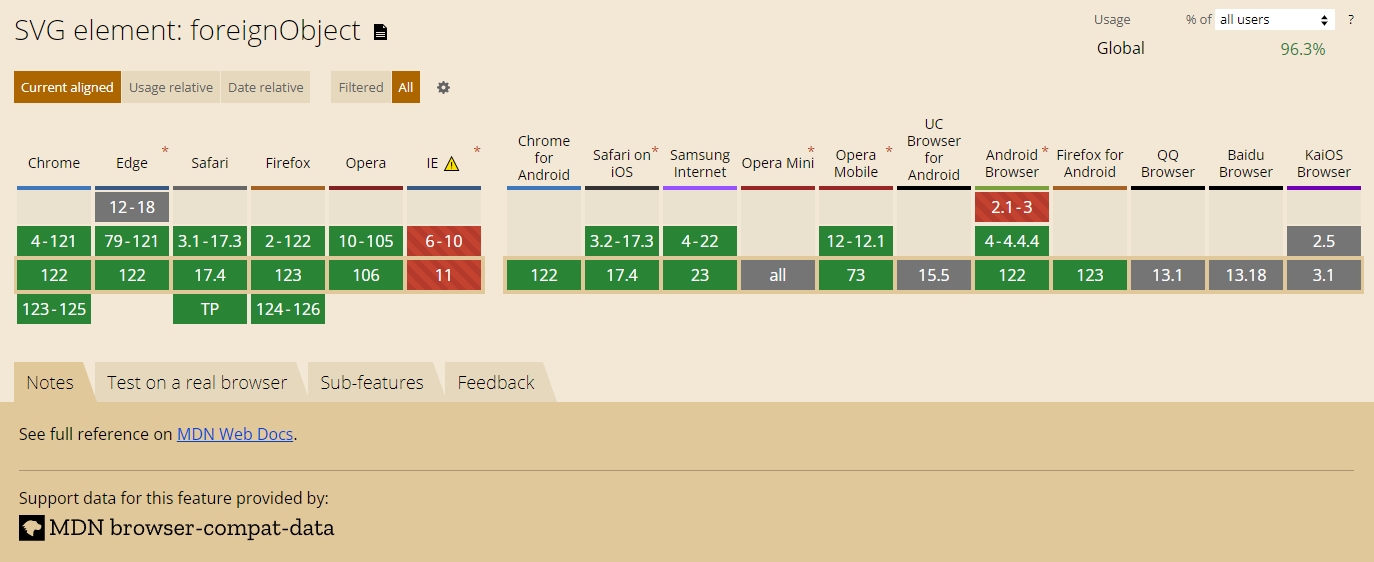 SVG element: foreignObject
Usage % of all users ?
Global 96.3%
Current aligned Usage relative Date relative Filtered All
Chrome Edge * Safari Firefox Opera IE *
Chrome for Android Safari on iOS * Samsung Internet Opera Mini * Opera Mobile * UC Browser for Android Android Browser * Firefox for Android QQ Browser Baidu Browser KaiOS Browser
12-18 2.1-3
4-121 79-121 3.1-17.3 2-122 10-105 6-10 3.2-17.3 4-22 12-12.1 4-4.4.4 2.5
122 122 17.4 123 106 11 122 17.4 23 all 73 15.5 122 123 13.1 13.18 3.1
123-125 TP 124-126
Notes Test on a real browser Sub-features Feedback
See full reference on MDN Web Docs.
Support data for this feature provided by:
MDN browser-compat-data